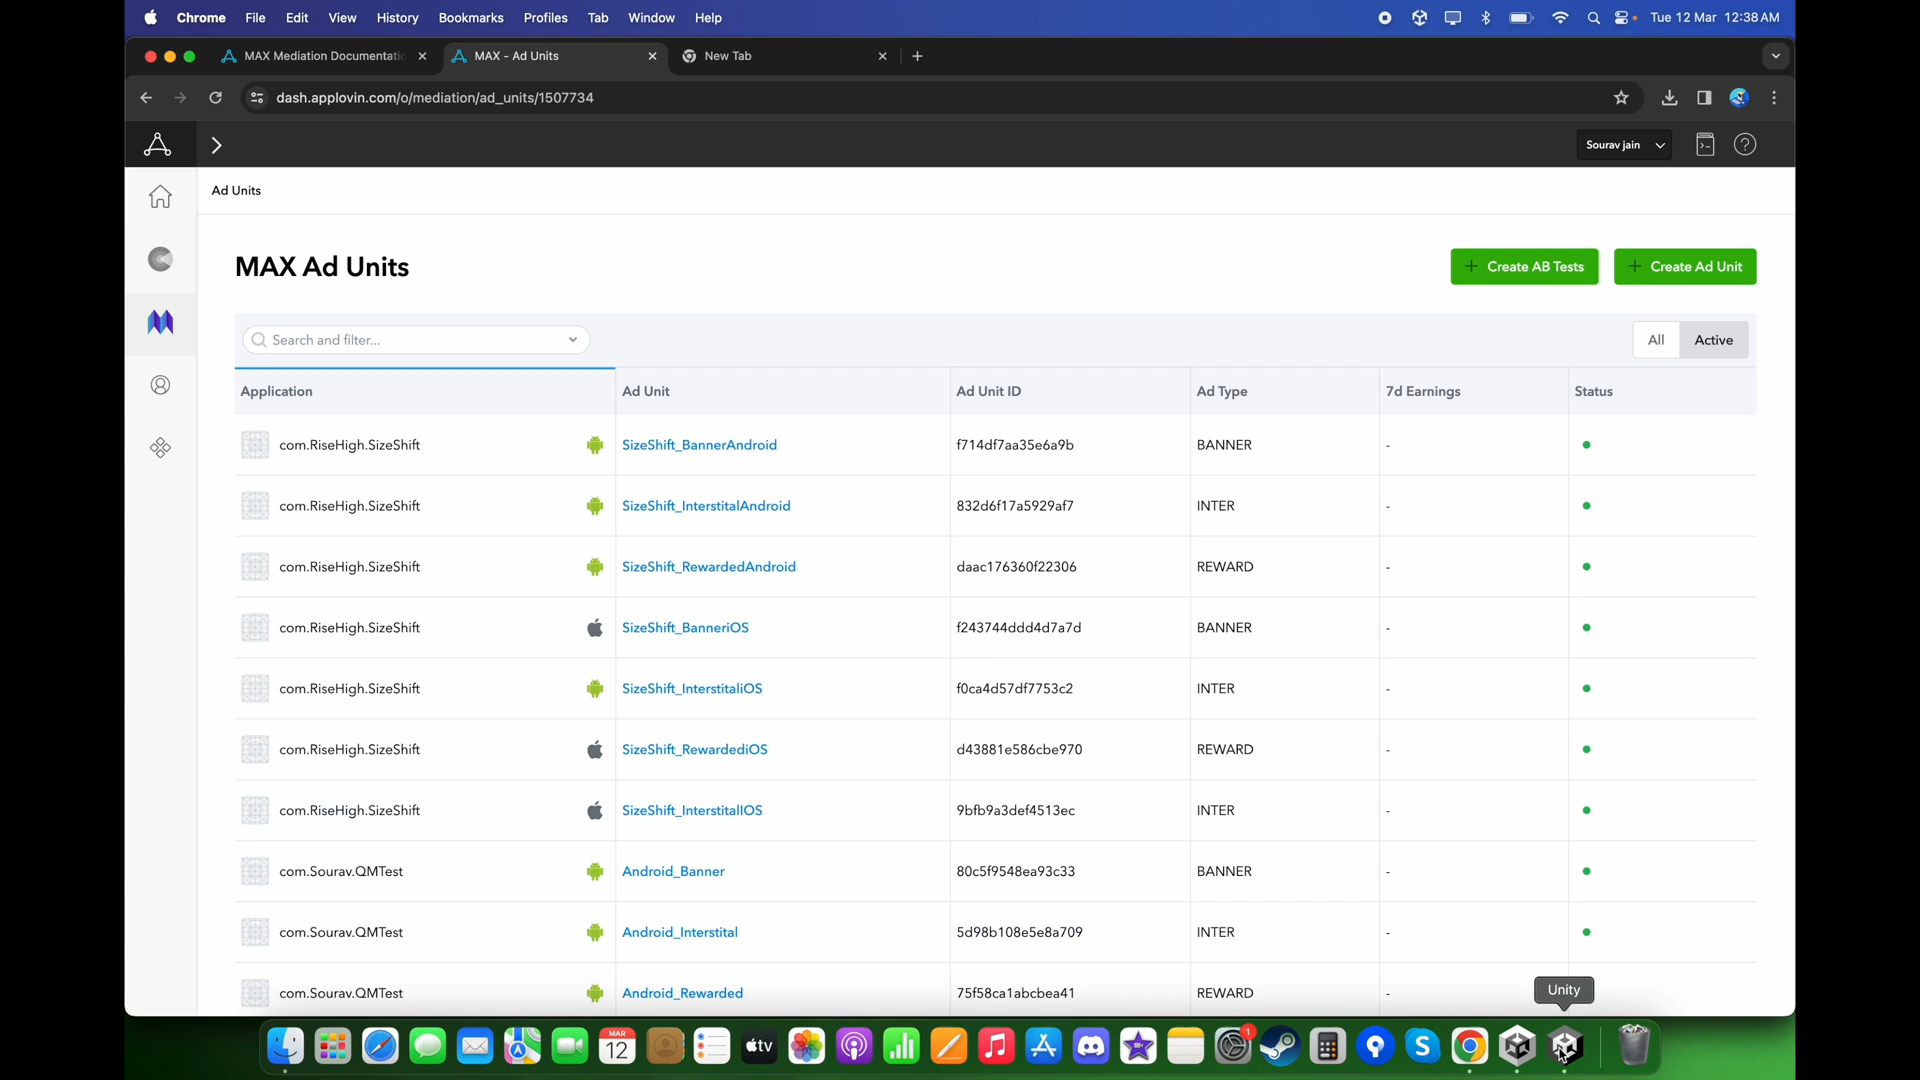 Chrome File Edit View History Bookmarks Profiles Tab Window Help Tue 12 Mar 12:38 AM
MAX Mediation Documentatic MAX - Ad Units New Tab
dash.applovin.com/o/mediation/ad_units/1507734
Sourav jain
Ad Units
MAX Ad Units
Create AB Tests Create Ad Unit
Search and filter... All Active
Application Ad Unit Ad Unit ID Ad Type 7d Earnings Status
com.RiseHigh.SizeShift SizeShift_BannerAndroid f714df7aa35e6a9b BANNER -
com.RiseHigh.SizeShift SizeShift_InterstitalAndroid 832d6f17a5929af7 INTER -
com.RiseHigh.SizeShift SizeShift_RewardedAndroid daac176360f22306 REWARD -
com.RiseHigh.SizeShift SizeShift_BanneriOS f243744ddd4d7a7d BANNER -
com.RiseHigh.SizeShift SizeShift_InterstitaliOS f0ca4d57df7753c2 INTER -
com.RiseHigh.SizeShift SizeShift_RewardediOS d43881e586cbe970 REWARD -
com.RiseHigh.SizeShift SizeShift_InterstitalIOS 9bfb9a3def4513ec INTER -
com.Sourav.QMTest Android_Banner 80c5f9548ea93c33 BANNER -
com.Sourav.QMTest Android_Interstital 5d98b108e5e8a709 INTER -
com.Sourav.QMTest Android_Rewarded 75f58ca1abcbea41 REWARD -
Unity
MAR
12
tv
1